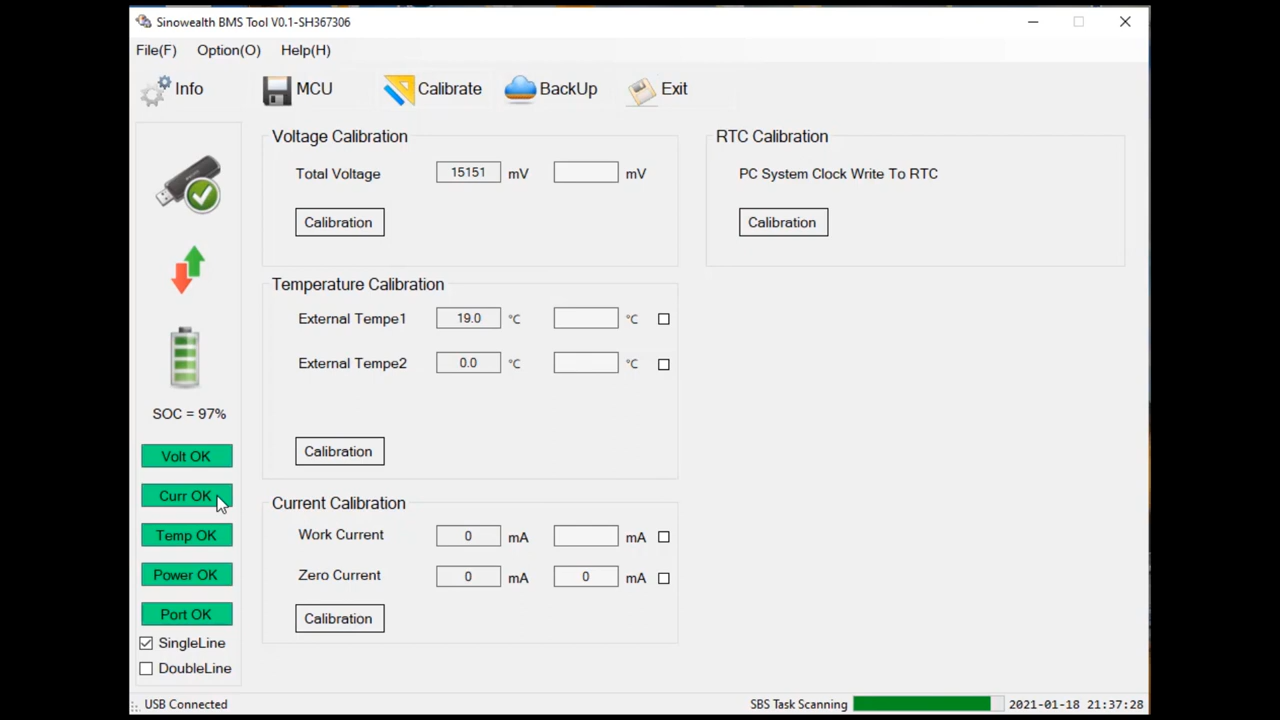 Sinowealth BMS Tool V0.1-SH367306
File(F) Option(O) Help(H)
Info MCU Calibrate BackUp Exit
Voltage Calibration
Total Voltage 15151 mV mV
Calibration
RTC Calibration
PC System Clock Write To RTC
Calibration
Temperature Calibration
External Tempe1 19.0 °C °C
External Tempe2 0.0 °C °C
Calibration
Current Calibration
Work Current 0 mA mA
Zero Current 0 mA 0 mA
Calibration
SOC = 97%
Volt OK
Curr OK
Temp OK
Power OK
Port OK
SingleLine
DoubleLine
USB Connected SBS Task Scanning 2021-01-18 21:37:28